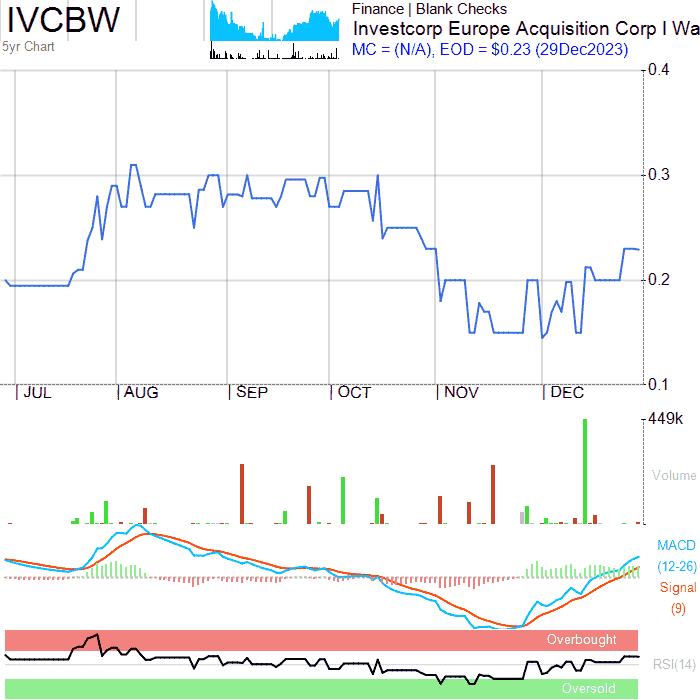 IVCBW
5yr Chart
Finance | Blank Checks
Investcorp Europe Acquisition Corp I Wa
MC = (N/A), EOD = $0.23 (29Dec2023)
0.4
0.3
0.2
0.1
JUL AUG SEP OCT NOV DEC
449k
Volume
MACD
(12-26)
Signal
(9)
Overbought
RSI(14)
Oversold